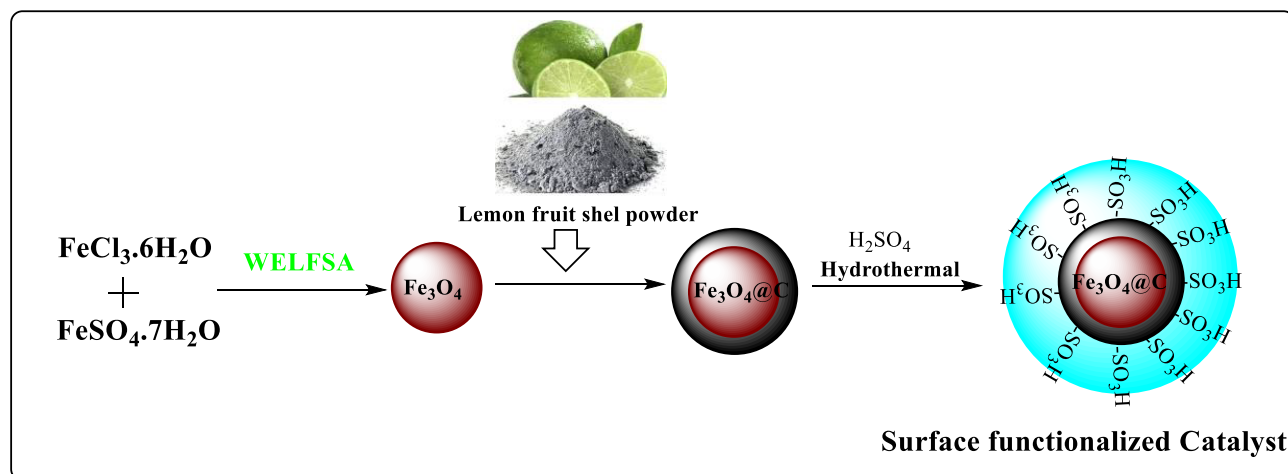 Lemon fruit shel powder
FeCl₃.6H₂O
+
FeSO₄.7H₂O
WELFSA
Fe₃O₄
Fe₃O₄@C
H₂SO₄
Hydrothermal
Fe₃O₄@C
-SO₃H
-SO₃H
-SO₃H
-SO₃H
-SO₃H
-SO₃H
-SO₃H
-SO₃H
-SO₃H
-SO₃H
-SO₃H
Surface functionalized Catalyst